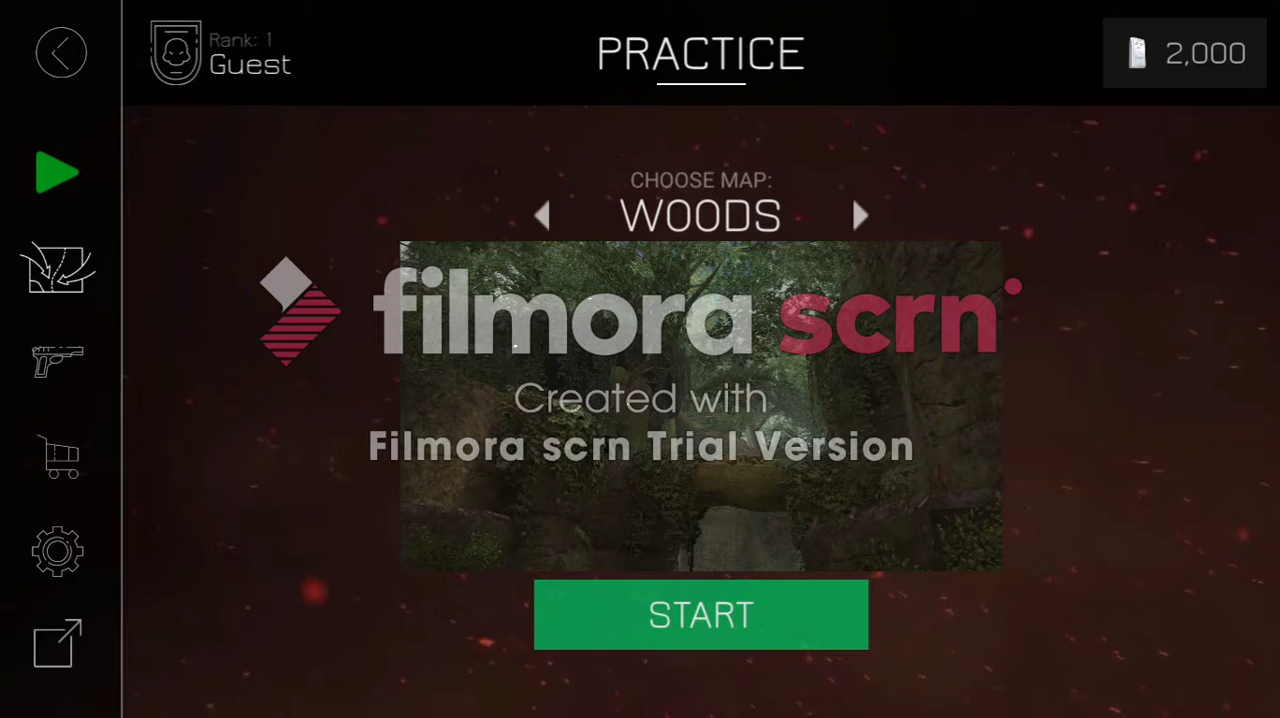 Rank: 1
Guest
PRACTICE
2,000
CHOOSE MAP:
WOODS
filmora scrn
Created with
Filmora scrn Trial Version
START